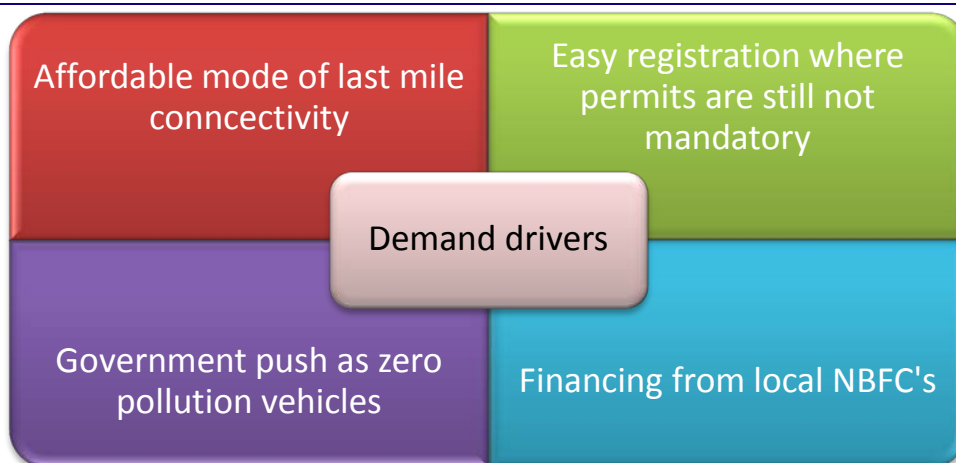 Affordable mode of last mile
conncectivity
Easy registration where
permits are still not
mandatory
Demand drivers
Government push as zero
pollution vehicles
Financing from local NBFC's